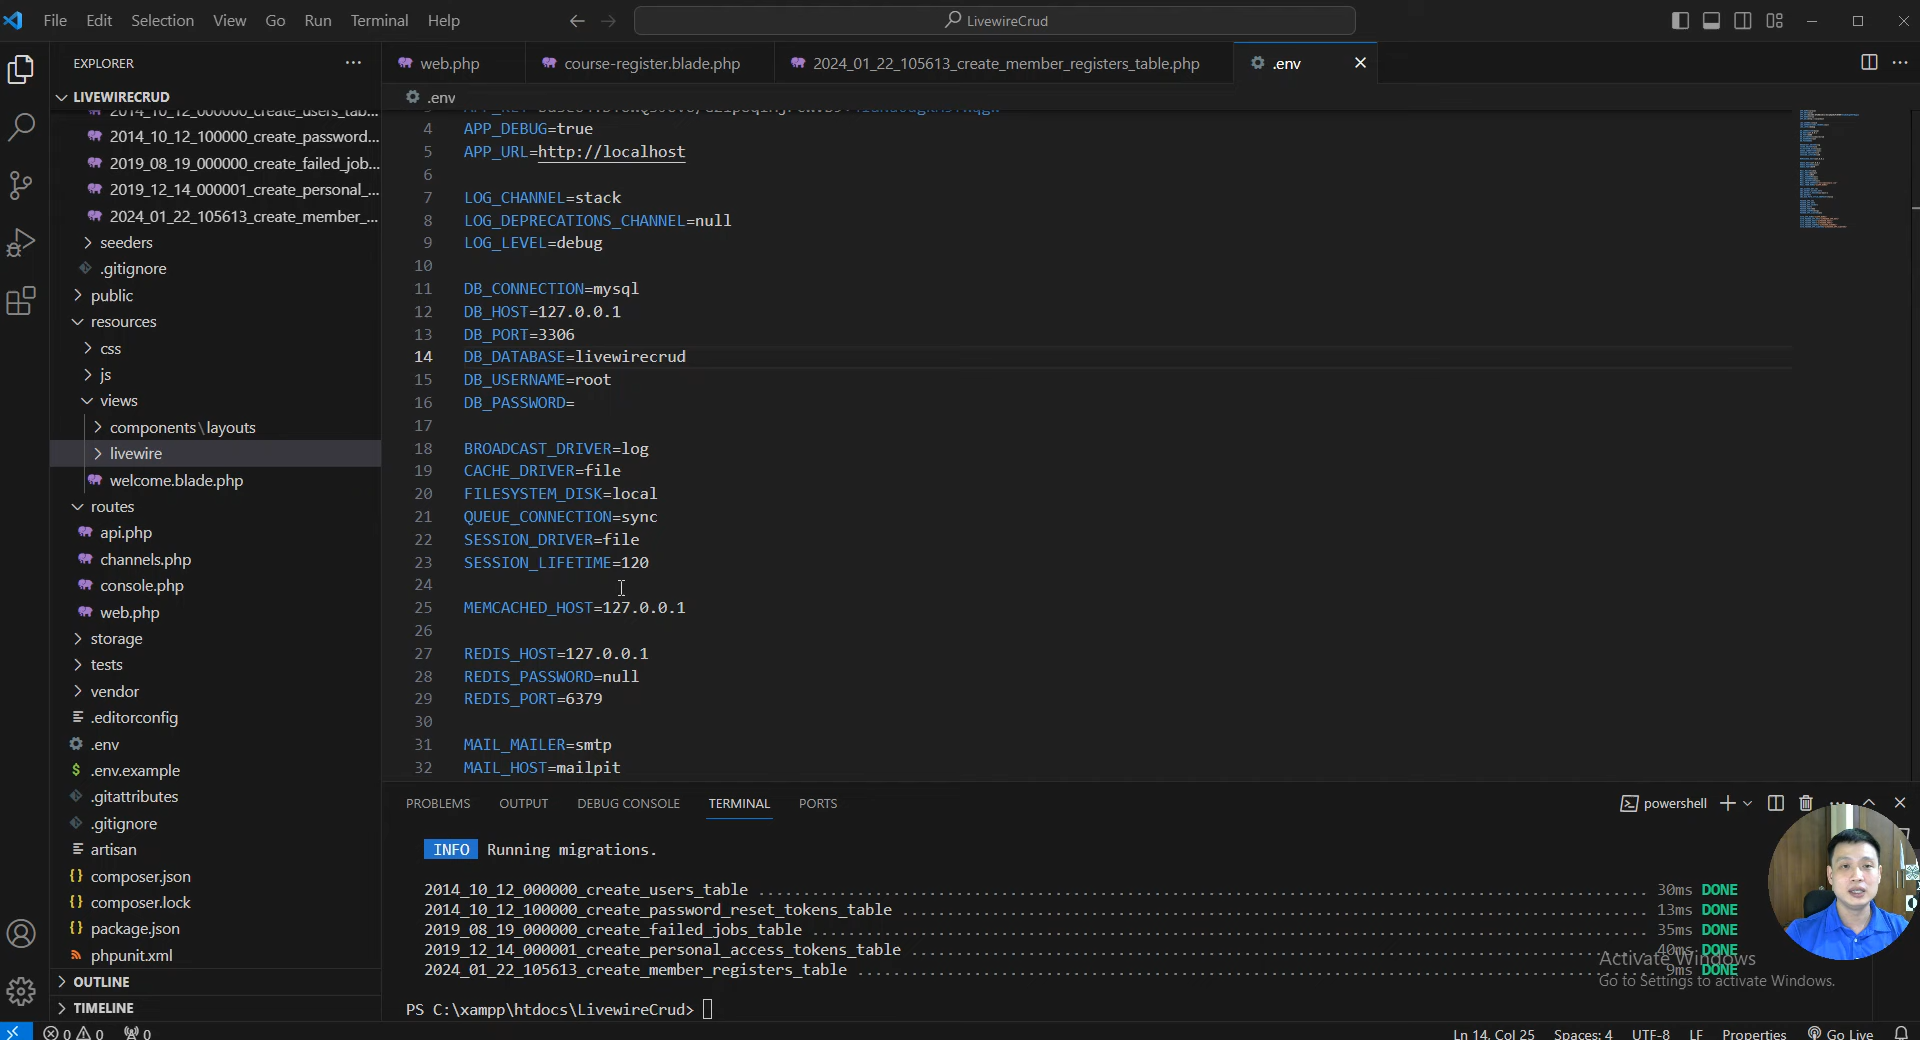 File Edit Selection View Go Run Terminal Help
LivewireCrud
EXPLORER
web.php
course-register.blade.php
2024_01_22_105613_create_member_registers_table.php
.env
LIVEWIRECRUD
.env
2014_10_12_000000_create_users_tab...
2014_10_12_100000_create_password...
2019_08_19_000000_create_failed_job...
2019_12_14_000001_create_personal_...
2024_01_22_105613_create_member_...
seeders
.gitignore
public
resources
css
js
views
components\layouts
livewire
welcome.blade.php
routes
api.php
channels.php
console.php
web.php
storage
tests
vendor
.editorconfig
.env
.env.example
.gitattributes
.gitignore
artisan
composer.json
composer.lock
package.json
phpunit.xml
OUTLINE
TIMELINE
4 APP_DEBUG=true
5 APP_URL=http://localhost
6
7 LOG_CHANNEL=stack
8 LOG_DEPRECATIONS_CHANNEL=null
9 LOG_LEVEL=debug
10
11 DB_CONNECTION=mysql
12 DB_HOST=127.0.0.1
13 DB_PORT=3306
14 DB_DATABASE=livewirecrud
15 DB_USERNAME=root
16 DB_PASSWORD=
17
18 BROADCAST_DRIVER=log
19 CACHE_DRIVER=file
20 FILESYSTEM_DISK=local
21 QUEUE_CONNECTION=sync
22 SESSION_DRIVER=file
23 SESSION_LIFETIME=120
24
25 MEMCACHED_HOST=127.0.0.1
26
27 REDIS_HOST=127.0.0.1
28 REDIS_PASSWORD=null
29 REDIS_PORT=6379
30
31 MAIL_MAILER=smtp
32 MAIL_HOST=mailpit
PROBLEMS OUTPUT DEBUG CONSOLE TERMINAL PORTS
powershell
INFO Running migrations.
2014_10_12_000000_create_users_table 30ms DONE
2014_10_12_100000_create_password_reset_tokens_table 13ms DONE
2019_08_19_000000_create_failed_jobs_table 35ms DONE
2019_12_14_000001_create_personal_access_tokens_table 40ms DONE
2024_01_22_105613_create_member_registers_table 9ms DONE
PS C:\xampp\htdocs\LivewireCrud>
Activate Windows
Go to Settings to activate Windows.
0 0 0
Ln 14, Col 25 Spaces: 4 UTF-8 LF Properties Go Live